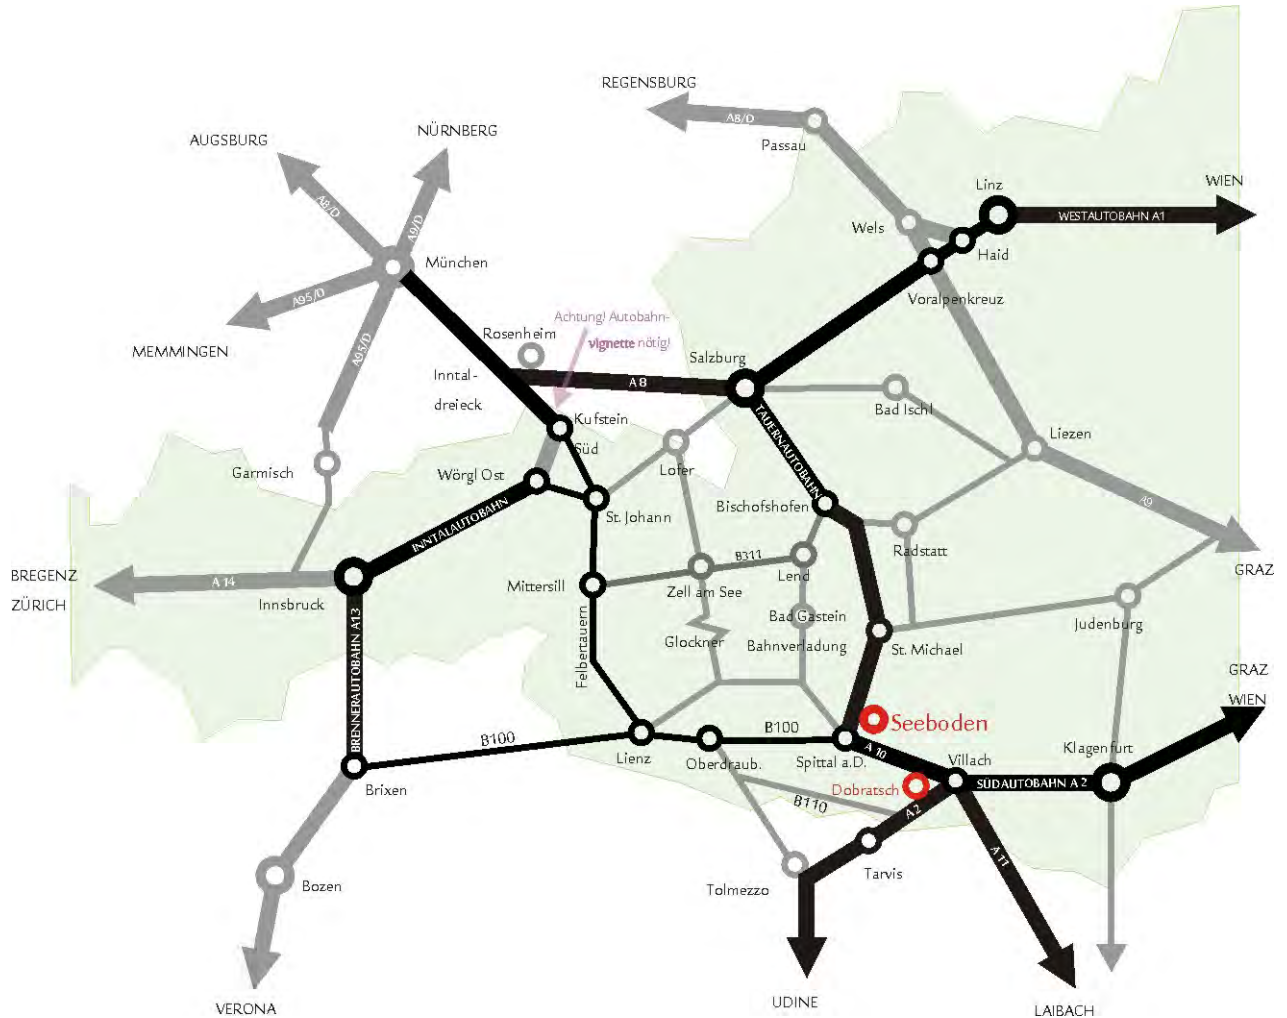 REGENSBURG
A8/D
Passau
NÜRNBERG
AUGSBURG
A8/D
A9/D
München
A95/D
A95/D
MEMMINGEN
Linz
WIEN
WESTAUTOBAHN A1
Wels
Haid
Voralpenkreuz
Achtung! Autobahn-
vignette nötig!
Rosenheim
Salzburg
A 8
Inntal-
dreieck
Bad Ischl
TAUERNAUTOBAHN
Kufstein
Süd
Liezen
Garmisch
Wörgl Ost
Lofer
A9
INNTALAUTOBAHN
St. Johann
Bischofshofen
Radstatt
B311
BREGENZ
ZÜRICH
A 14
Innsbruck
Mittersill
Zell am See
Lend
GRAZ
Judenburg
BRENNERAUTOBAHN A13
Felbertauern
Glockner
Bad Gastein
Bahnverladung
St. Michael
GRAZ
WIEN
Seeboden
B100
B100
Lienz
Oberdraub.
Spittal a.D.
A 10
Villach
Klagenfurt
Brixen
Dobratsch
SÜDAUTOBAHN A 2
B110
A 2
A 11
Bozen
Tolmezzo
Tarvis
VERONA
UDINE
LAIBACH